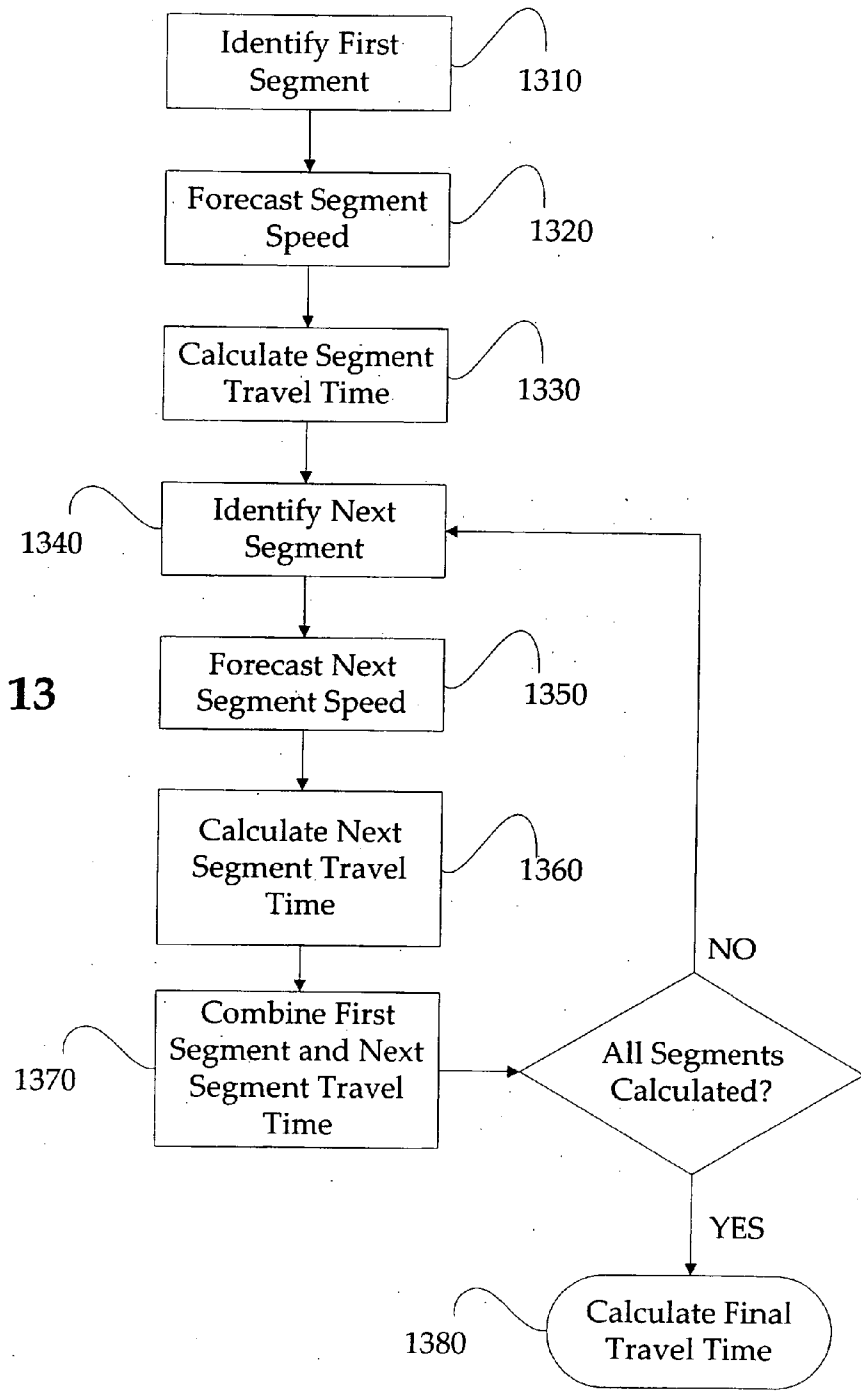 Identify First
Segment
1310
Forecast Segment
Speed
1320
Calculate Segment
Travel Time
1330
Identify Next
Segment
1340
Forecast Next
Segment Speed
1350
13
Calculate Next
Segment Travel
Time
1360
Combine First
Segment and Next
Segment Travel
Time
1370
NO
All Segments
Calculated?
YES
Calculate Final
Travel Time
1380